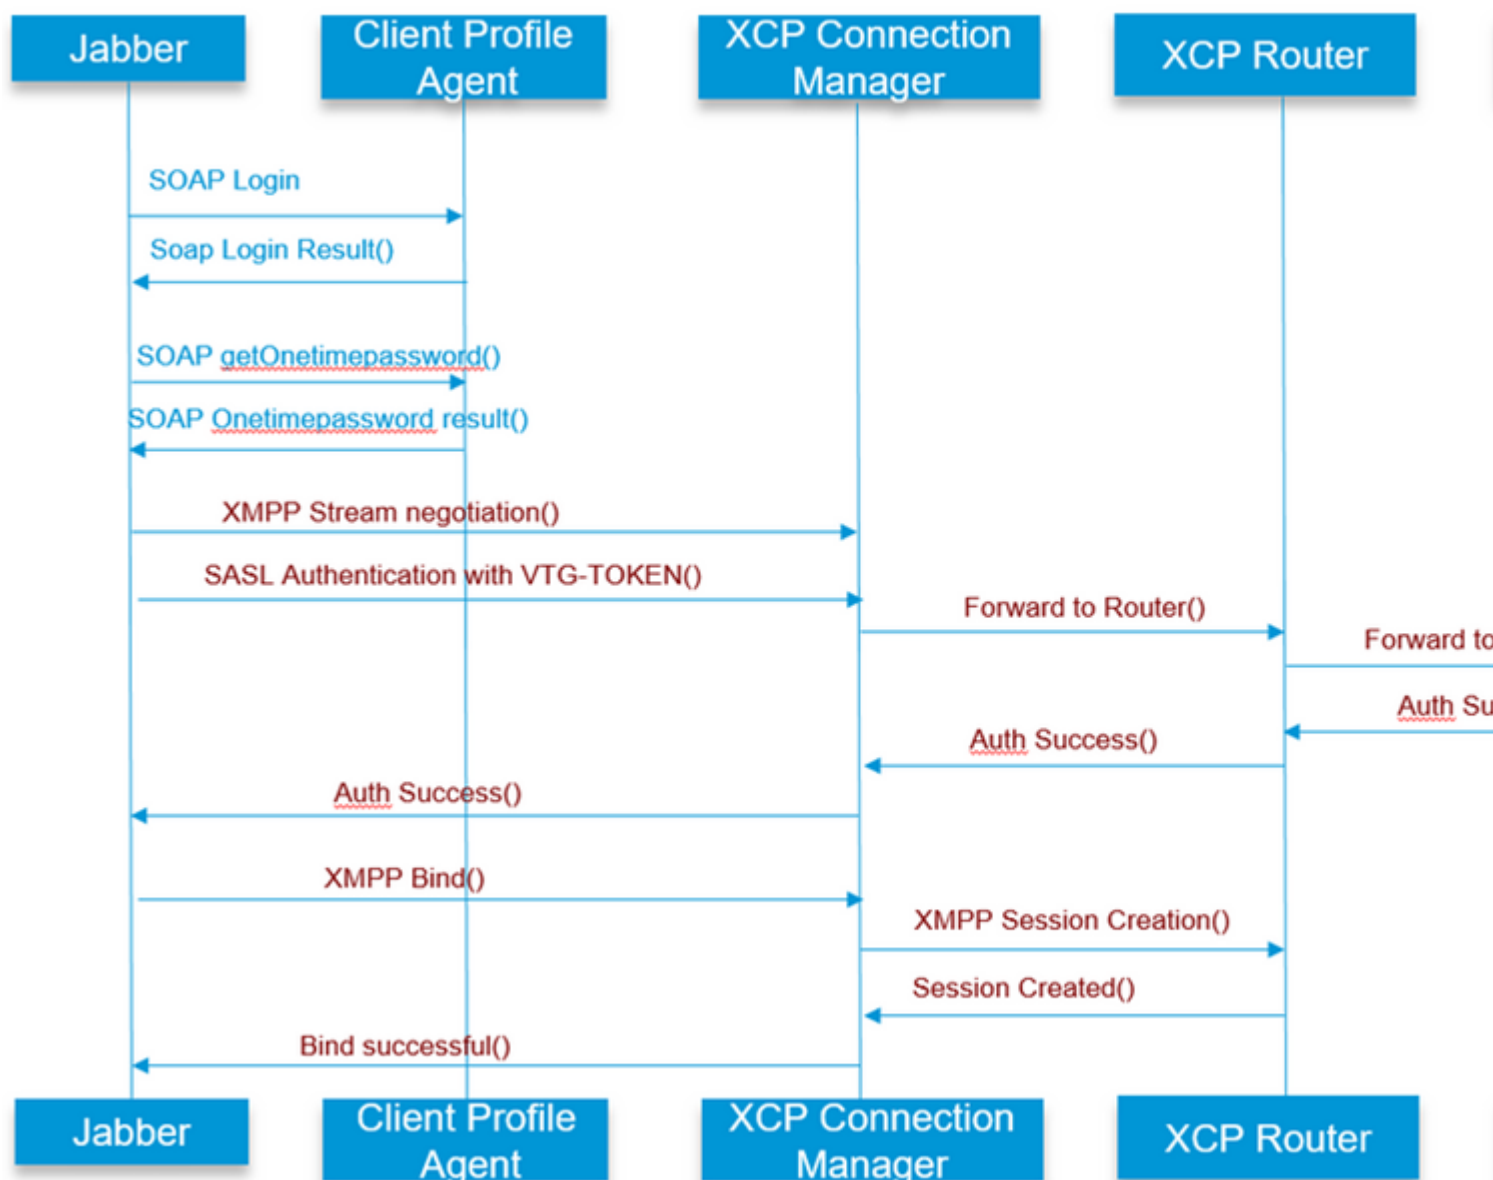 Jabber
Client Profile
Agent
XCP Connection
Manager
XCP Router
SOAP Login
Soap Login Result()
SOAP getOnetimepassword()
SOAP Onetimepassword result()
XMPP Stream negotiation()
SASL Authentication with VTG-TOKEN()
Forward to Router()
Forward to
Auth Su
Auth Success()
Auth Success()
XMPP Bind()
XMPP Session Creation()
Session Created()
Bind successful()
Jabber
Client Profile
Agent
XCP Connection
Manager
XCP Router